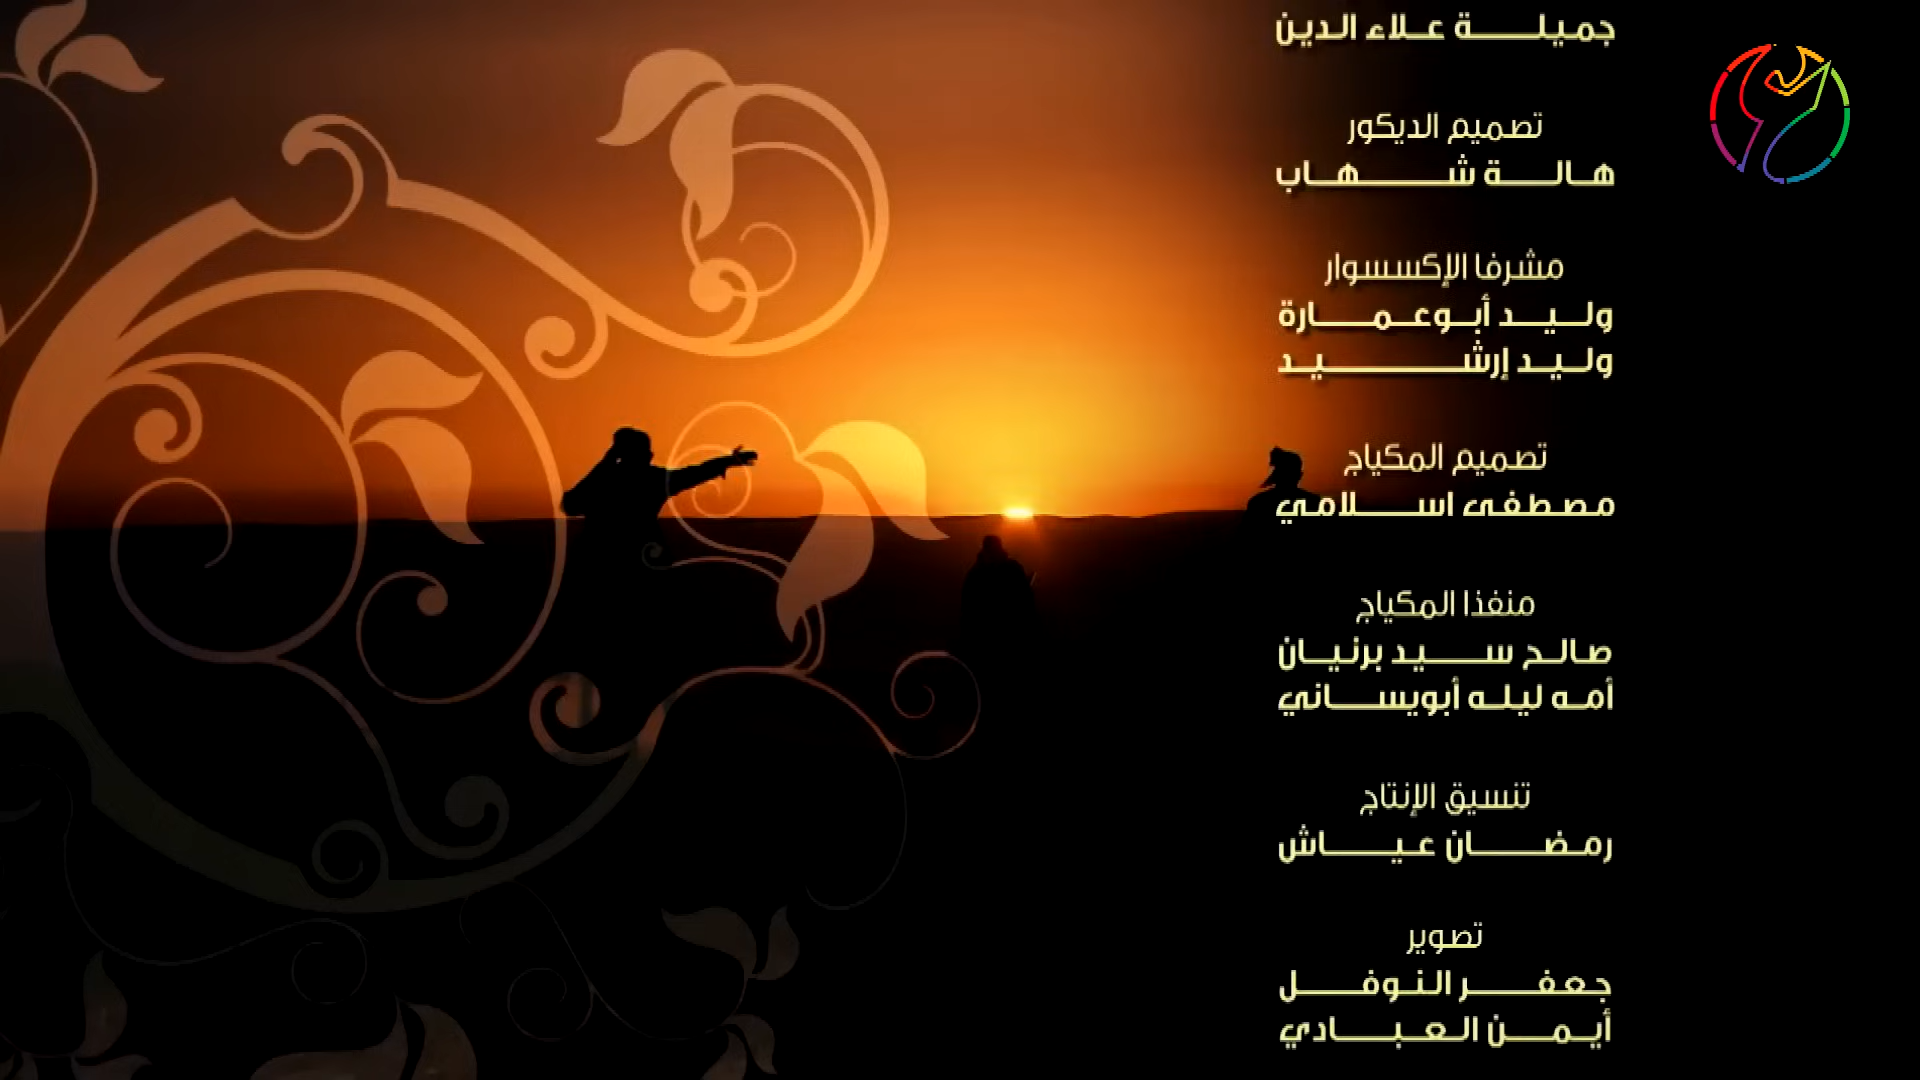 جميلة علاء الدين
تصميم الديكور
هالة شهاب
مشرفا الإكسسوار
وليد أبوعمارة
وليد إرشيد
تصميم المكياج
مصطفى اسلامي
منفذا المكياج
صالح سيد برنيان
أمه ليله أبويساني
تنسيق الإنتاج
رمضان عياش
تصوير
جعفر النوفل
أيمن العبادي